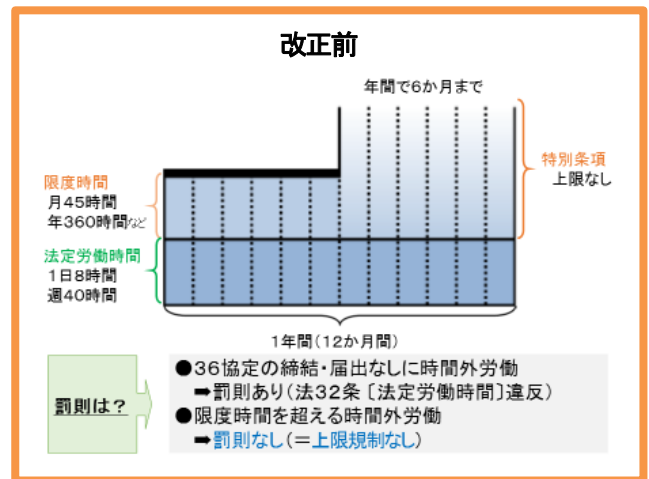 改正前
年間で6か月まで
特別条項
上限なし
限度時間
月45時間
年360時間など
法定労働時間
1日8時間
週40時間
1年間(12か月間)
罰則は？
●36協定の締結・届出なしに時間外労働
➡罰則あり(法32条〔法定労働時間〕違反)
●限度時間を超える時間外労働
➡罰則なし(＝上限規制なし)